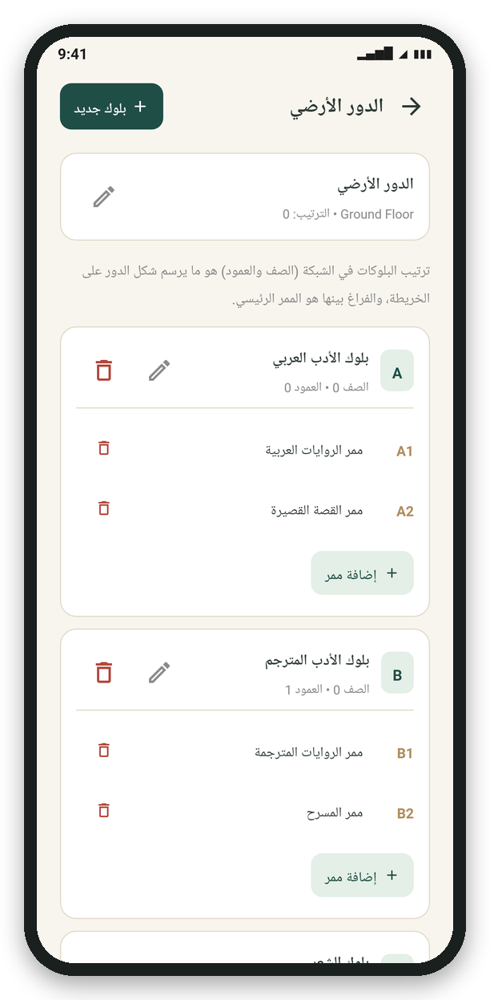 9:41
الدور الأرضي
+ بلوك جديد
الدور الأرضي
Ground Floor • الترتيب: 0
ترتيب البلوكات في الشبكة (الصف والعمود) هو ما يرسم شكل الدور على
الخريطة، والفراغ بينها هو الممر الرئيسي.
A
بلوك الأدب العربي
الصف 0 • العمود 0
A1 ممر الروايات العربية
A2 ممر القصة القصيرة
+ إضافة ممر
B
بلوك الأدب المترجم
الصف 0 • العمود 1
B1 ممر الروايات المترجمة
B2 ممر المسرح
+ إضافة ممر